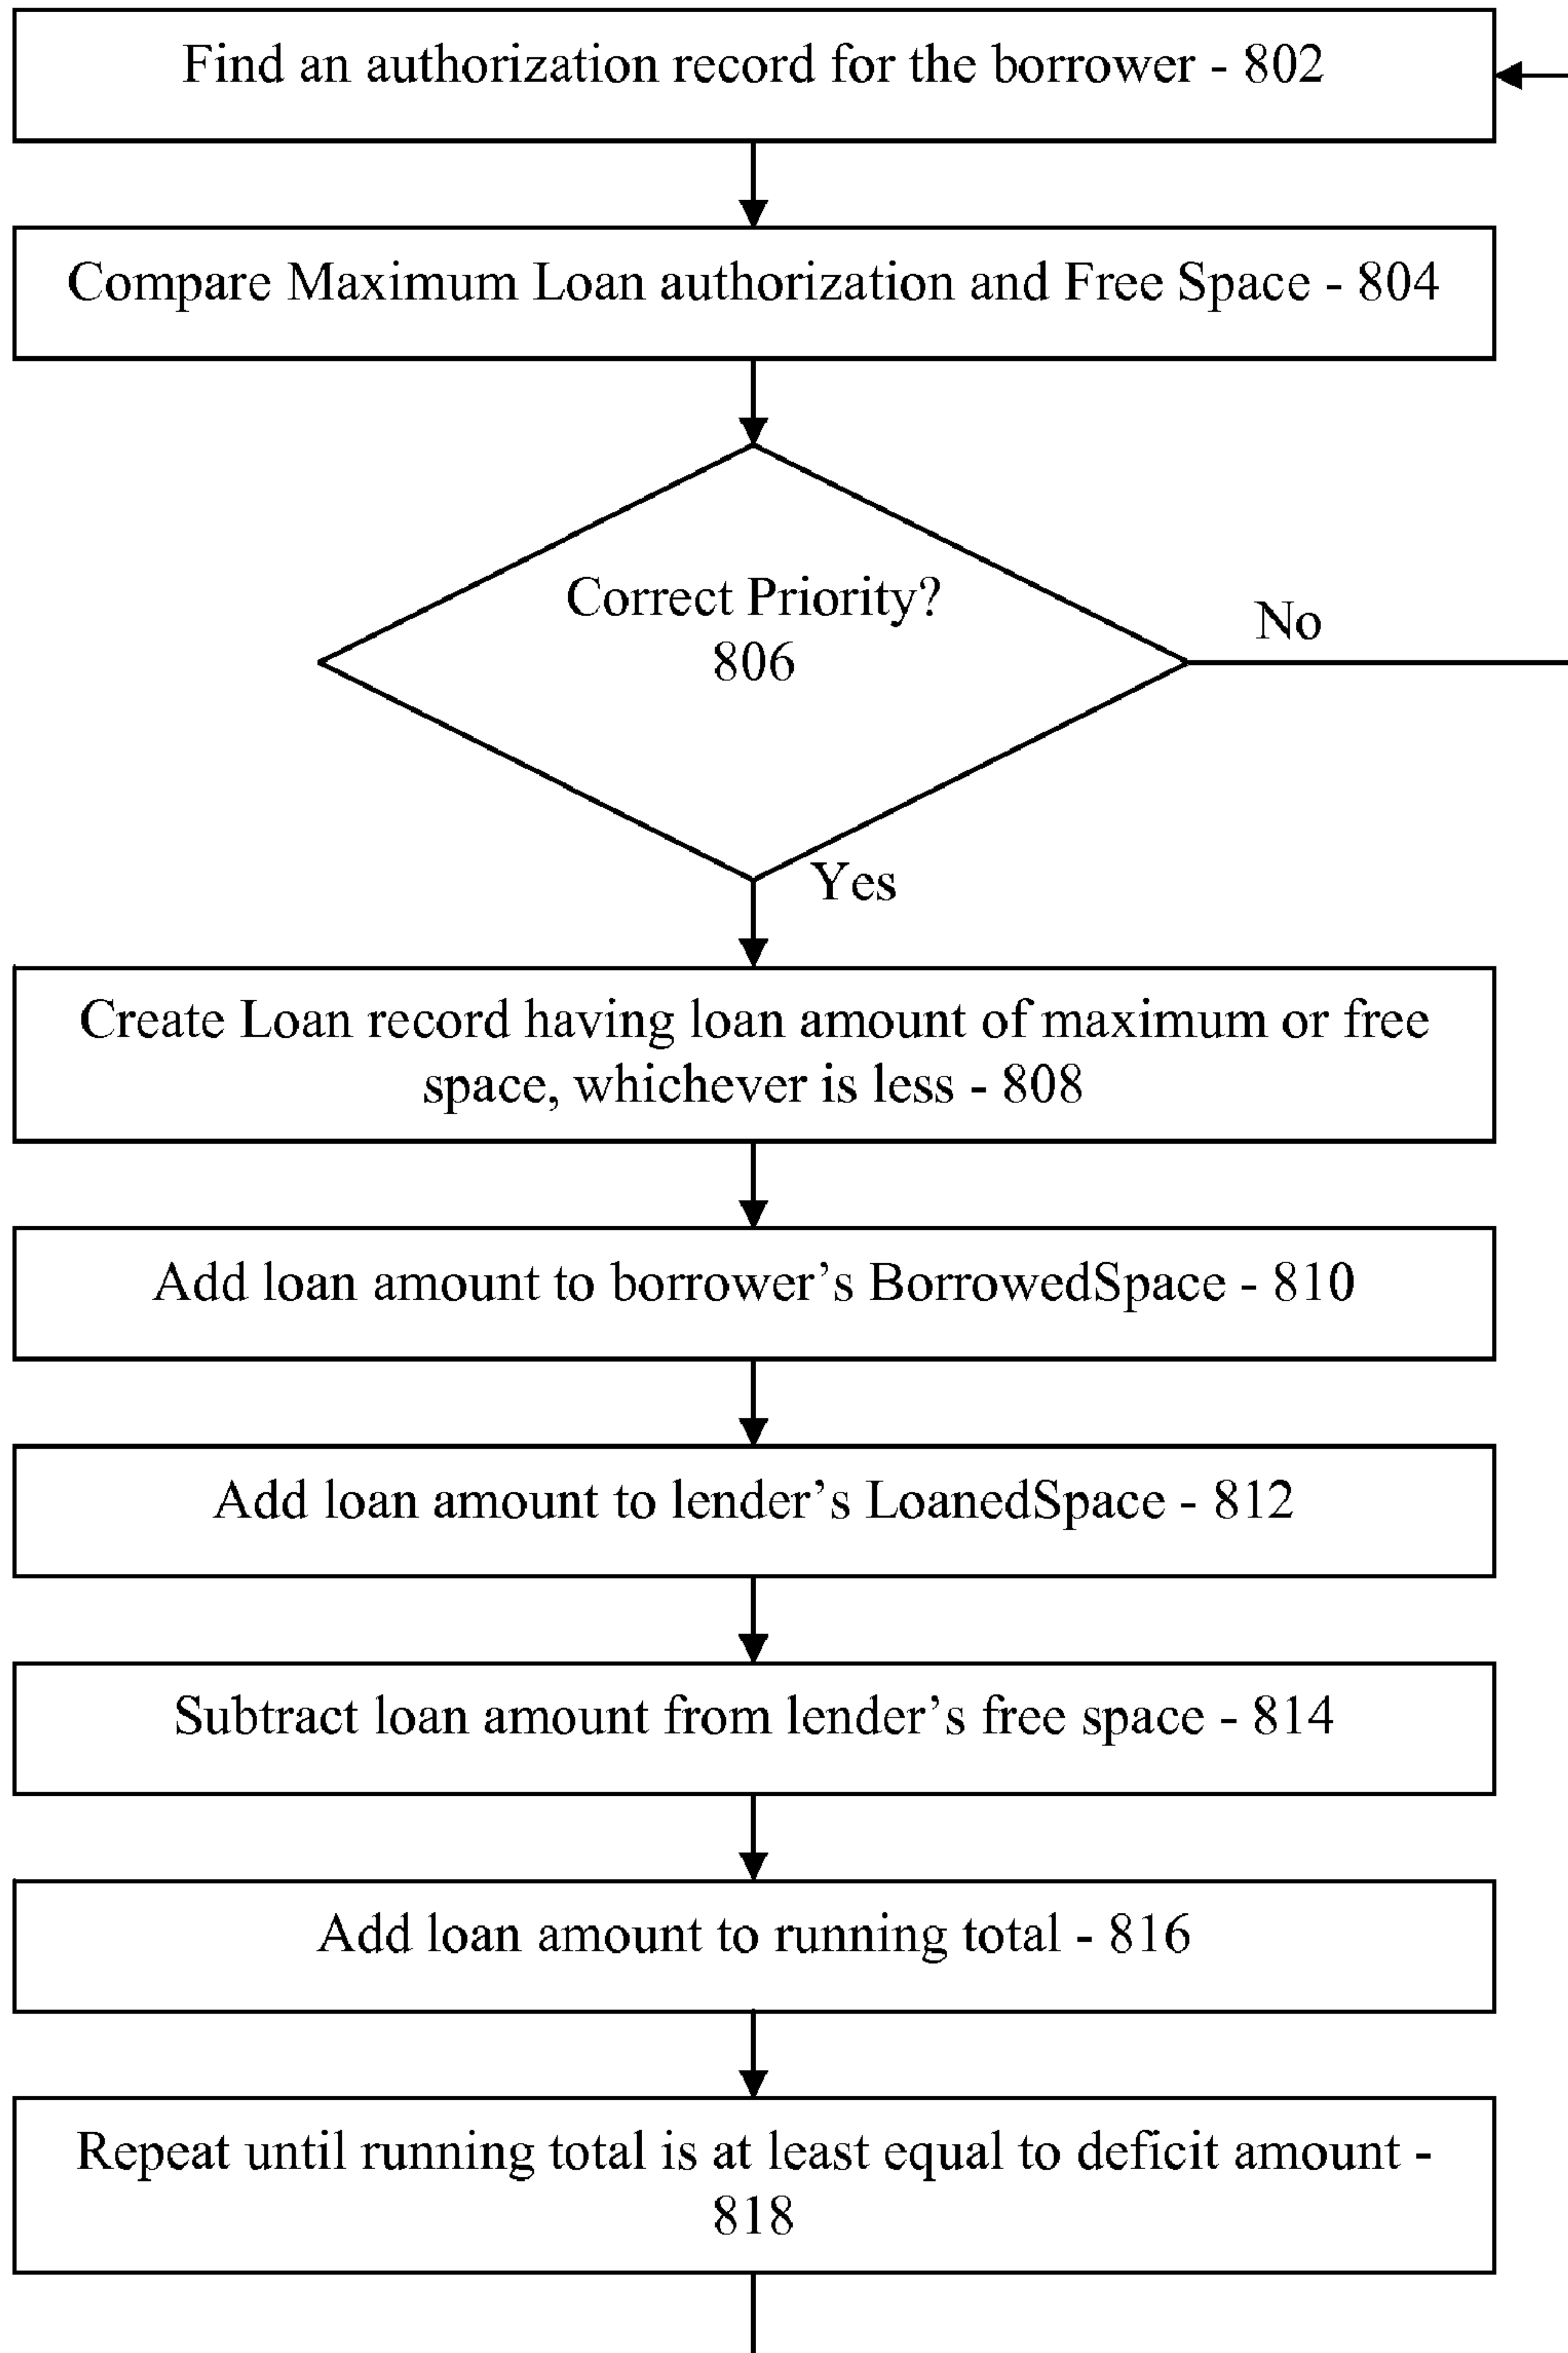 Find an authorization record for the borrower - 802
Compare Maximum Loan authorization and Free Space - 804
Correct Priority?
806
No
Yes
Create Loan record having loan amount of maximum or free
space, whichever is less - 808
Add loan amount to borrower’s BorrowedSpace - 810
Add loan amount to lender’s LoanedSpace - 812
Subtract loan amount from lender’s free space - 814
Add loan amount to running total - 816
Repeat until running total is at least equal to deficit amount -
818